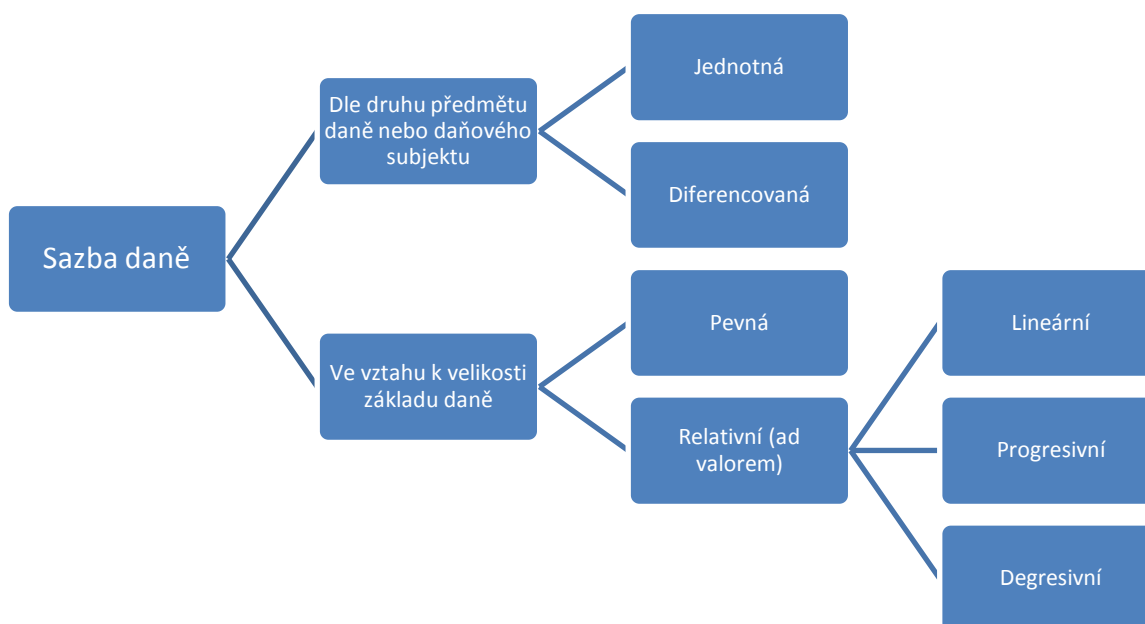 Sazba daně
Dle druhu předmětu
daně nebo daňového
subjektu
Jednotná
Diferencovaná
Ve vztahu k velikosti
základu daně
Pevná
Relativní (ad
valorem)
Lineární
Progresivní
Degresivní